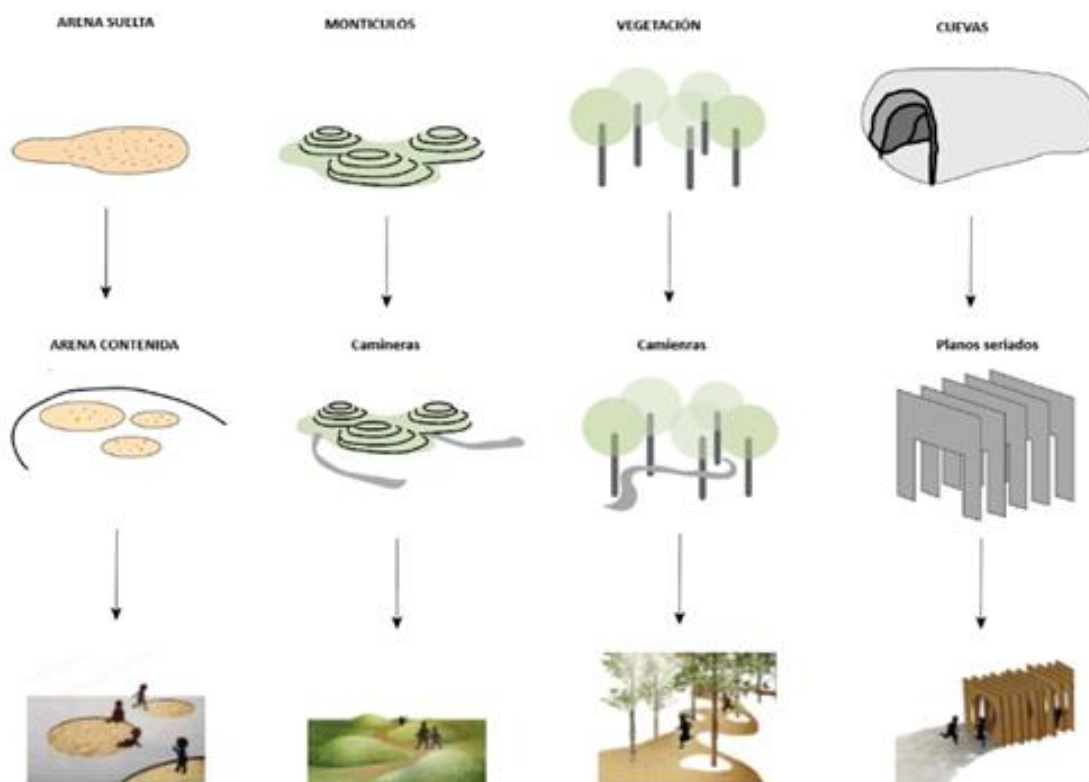 ARENA SUELTA
MONTICULOS
VEGETACIÓN
CUEVAS
ARENA CONTENIDA
Camineras
Camienras
Planos seriados